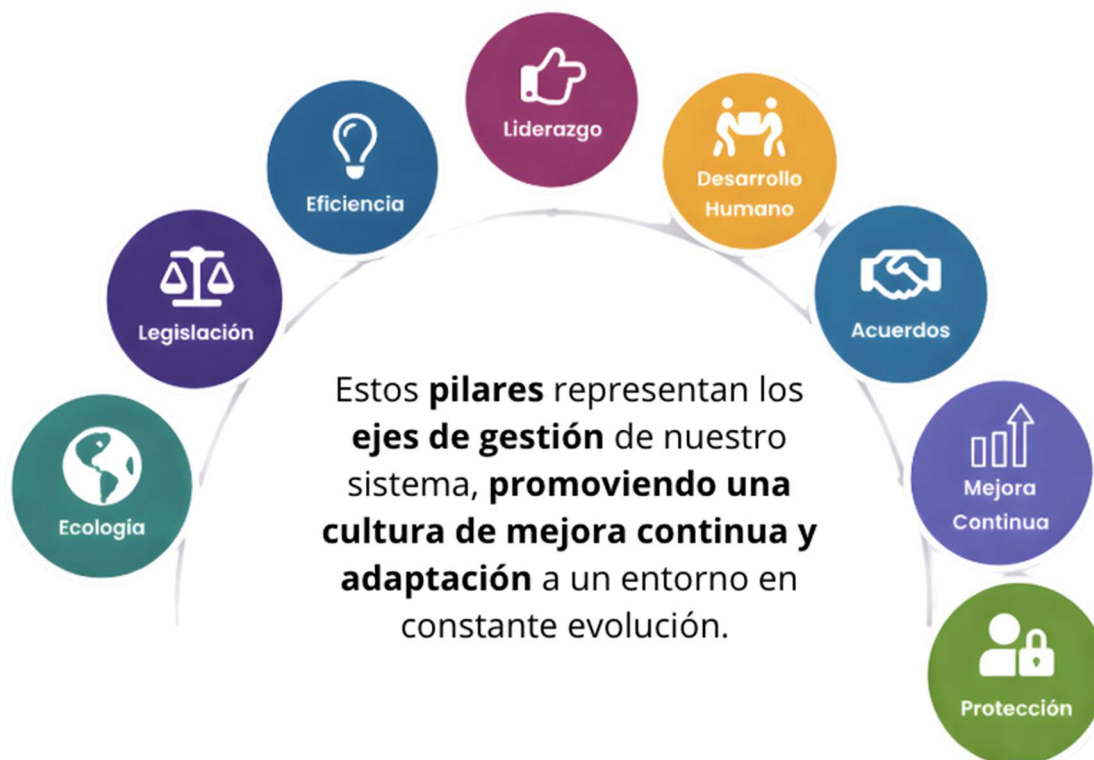 Liderazgo
Eficiencia
Desarrollo
Humano
Legislación
Acuerdos
Ecología
Mejora
Continua
Protección
Estos pilares representan los
ejes de gestión de nuestro
sistema, promoviendo una
cultura de mejora continua y
adaptación a un entorno en
constante evolución.